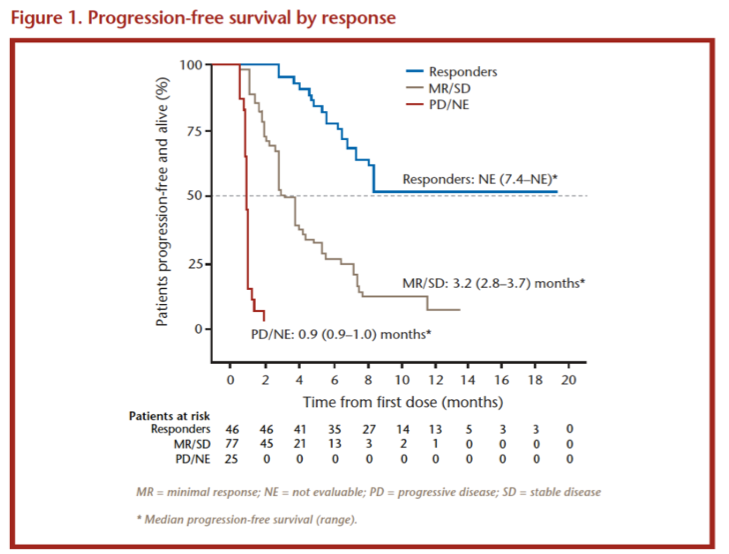 Figure 1. Progression-free survival by response
Patients progression-free and alive (%)
100
75
50
25
0
Responders
MR/SD
PD/NE
Responders: NE (7.4–NE)*
MR/SD: 3.2 (2.8–3.7) months*
PD/NE: 0.9 (0.9–1.0) months*
0 2 4 6 8 10 12 14 16 18 20
Time from first dose (months)
Patients at risk
Responders 46 46 41 35 27 14 13 5 3 3 0
MR/SD 77 45 21 13 3 2 1 0 0 0 0
PD/NE 25 0 0 0 0 0 0 0 0 0 0
MR = minimal response; NE = not evaluable; PD = progressive disease; SD = stable disease
* Median progression-free survival (range).